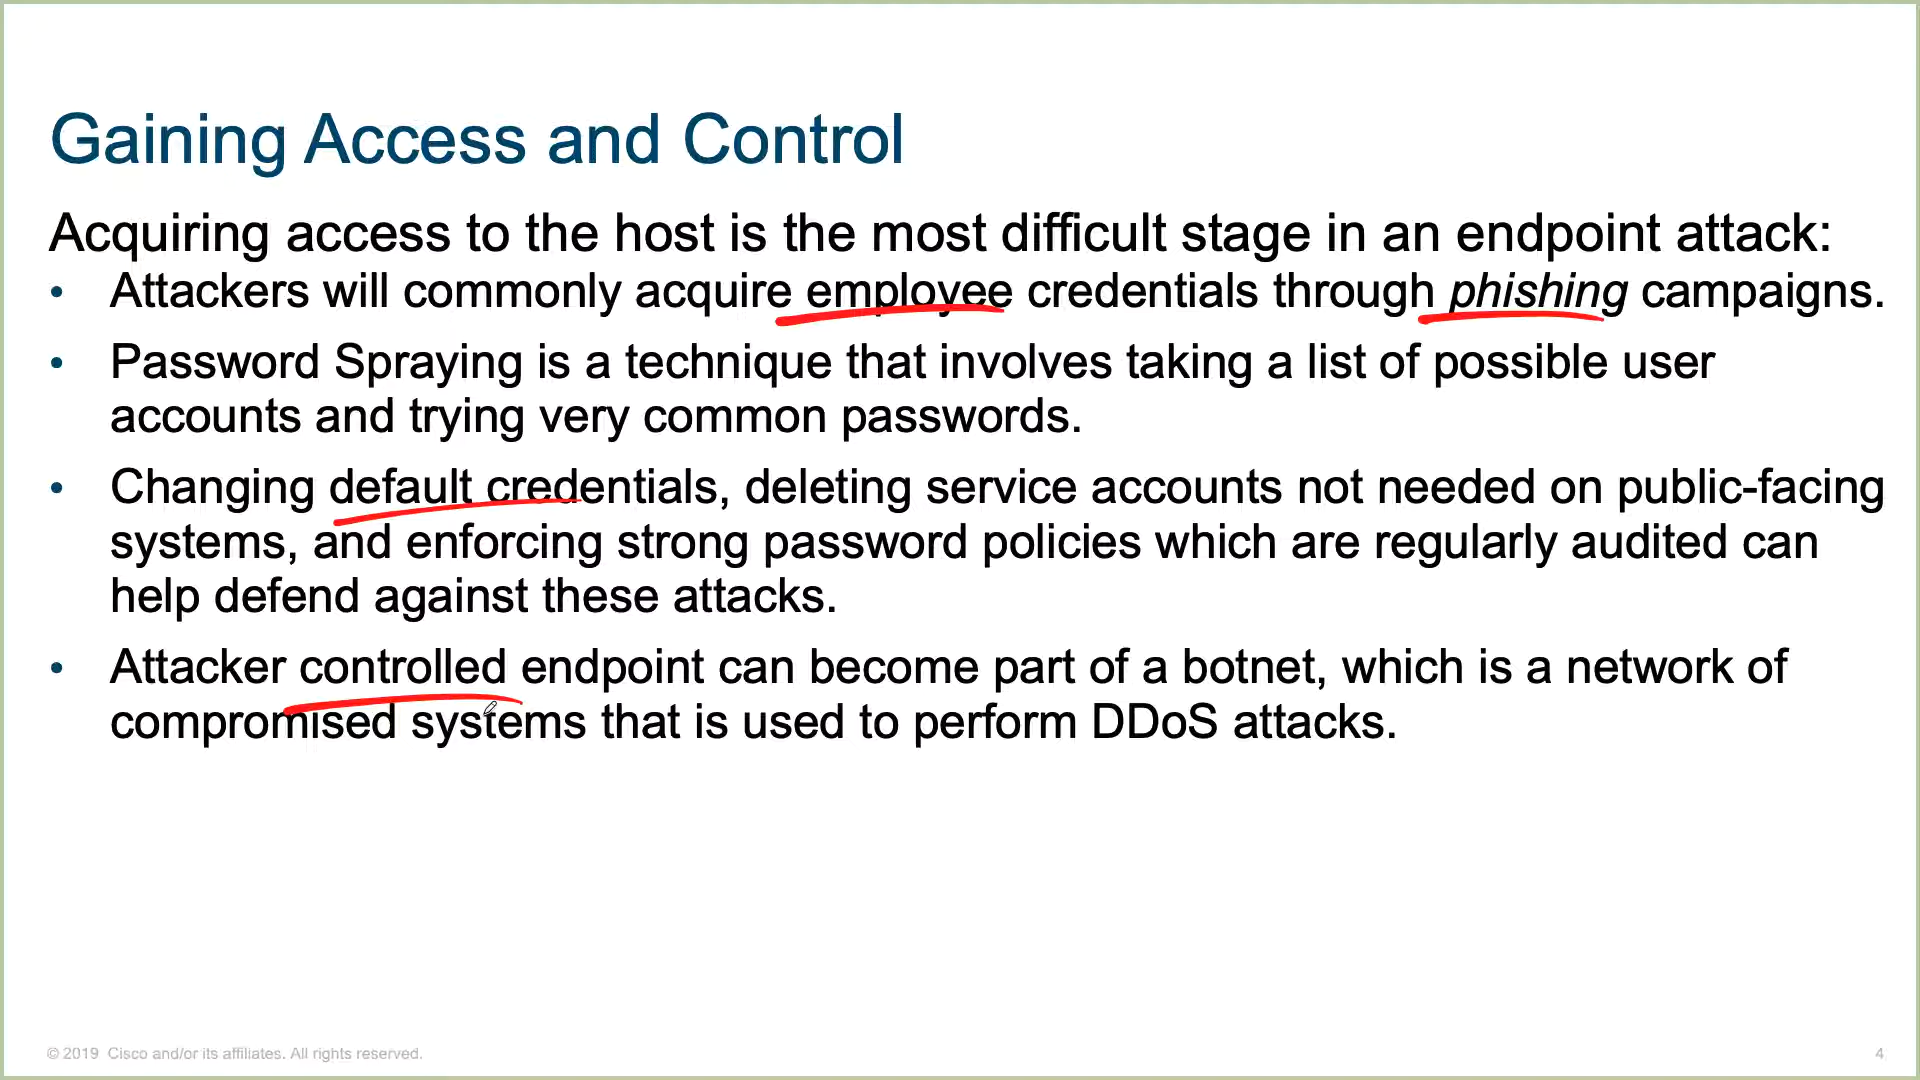 Gaining Access and Control
Acquiring access to the host is the most difficult stage in an endpoint attack:
• Attackers will commonly acquire employee credentials through phishing campaigns.
• Password Spraying is a technique that involves taking a list of possible user
accounts and trying very common passwords.
• Changing default credentials, deleting service accounts not needed on public-facing
systems, and enforcing strong password policies which are regularly audited can
help defend against these attacks.
• Attacker controlled endpoint can become part of a botnet, which is a network of
compromised systems that is used to perform DDoS attacks.
© 2019 Cisco and/or its affiliates. All rights reserved.
4